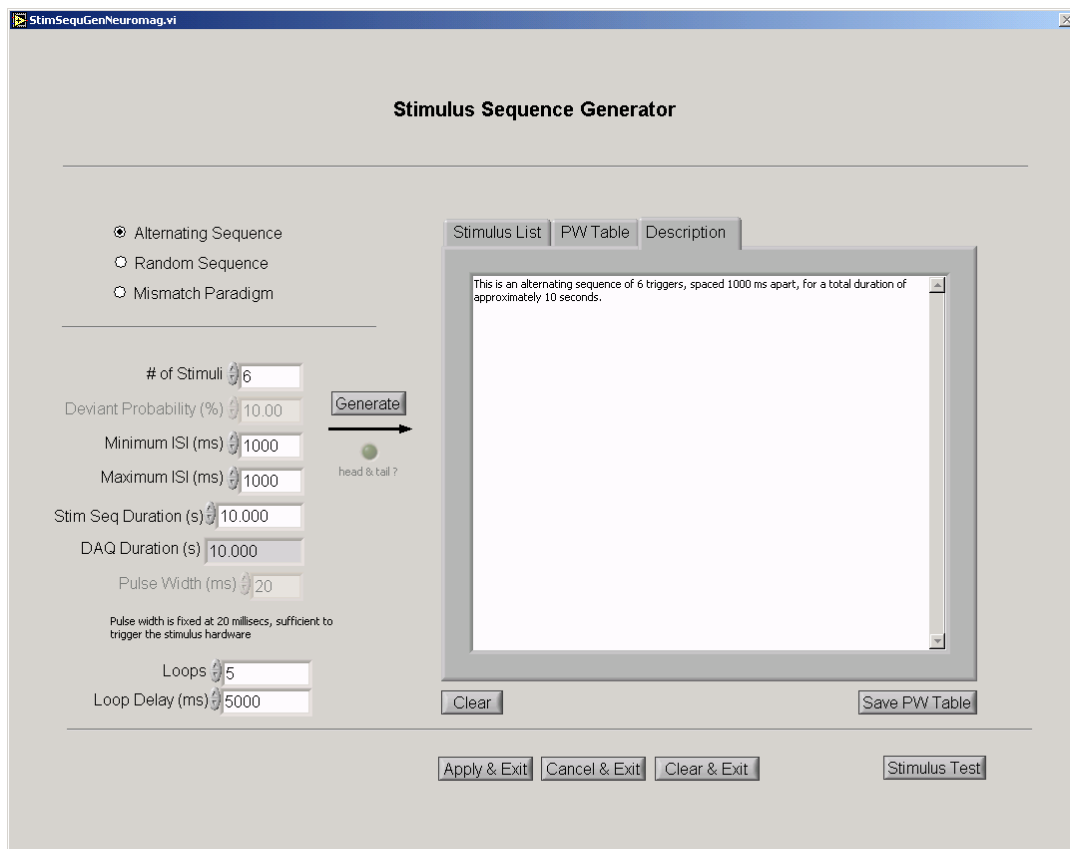 StimSequGenNeuromag.vi
Stimulus Sequence Generator
Alternating Sequence
Random Sequence
Mismatch Paradigm
# of Stimuli 6
Deviant Probability (%) 10.00
Minimum ISI (ms) 1000
Maximum ISI (ms) 1000
Stim Seq Duration (s) 10.000
DAQ Duration (s) 10.000
Pulse Width (ms) 20
Pulse width is fixed at 20 millisecs, sufficient to
trigger the stimulus hardware
Loops 5
Loop Delay (ms) 5000
Generate
head & tail ?
Stimulus List PW Table Description
This is an alternating sequence of 6 triggers, spaced 1000 ms apart, for a total duration of
approximately 10 seconds.
Clear Save PW Table
Apply & Exit Cancel & Exit Clear & Exit Stimulus Test